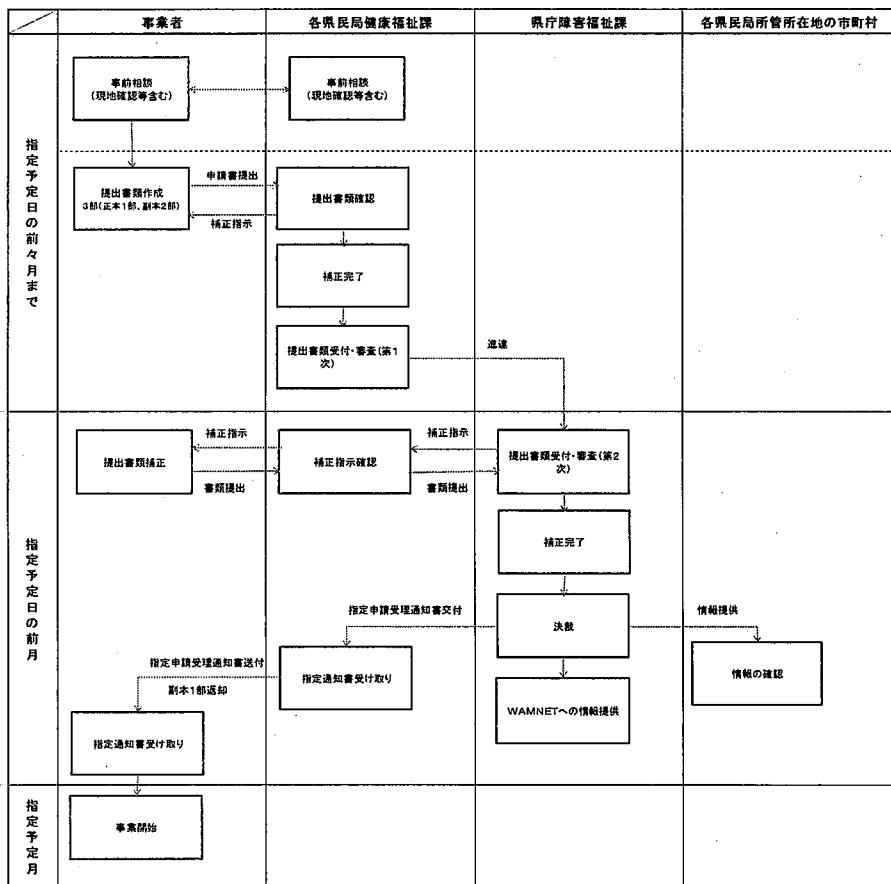 事業者
各県民局健康福祉課
県庁障害福祉課
各県民局所管所在地の市町村
指定予定日の前々月まで
事前相談
(現地確認等含む)
事前相談
(現地確認等含む)
提出書類作成
3部(正本1部、副本2部)
申請書提出
補正指示
提出書類確認
補正完了
提出書類受付・審査(第1
次)
進達
指定予定日の前月
提出書類補正
補正指示
書類提出
補正指示確認
補正指示
書類提出
提出書類受付・審査(第2
次)
補正完了
決裁
指定申請受理通知書交付
情報提供
指定申請受理通知書送付
副本1部返却
指定通知書受け取り
情報の確認
WAMNETへの情報提供
指定通知書受け取り
指定予定月
事業開始